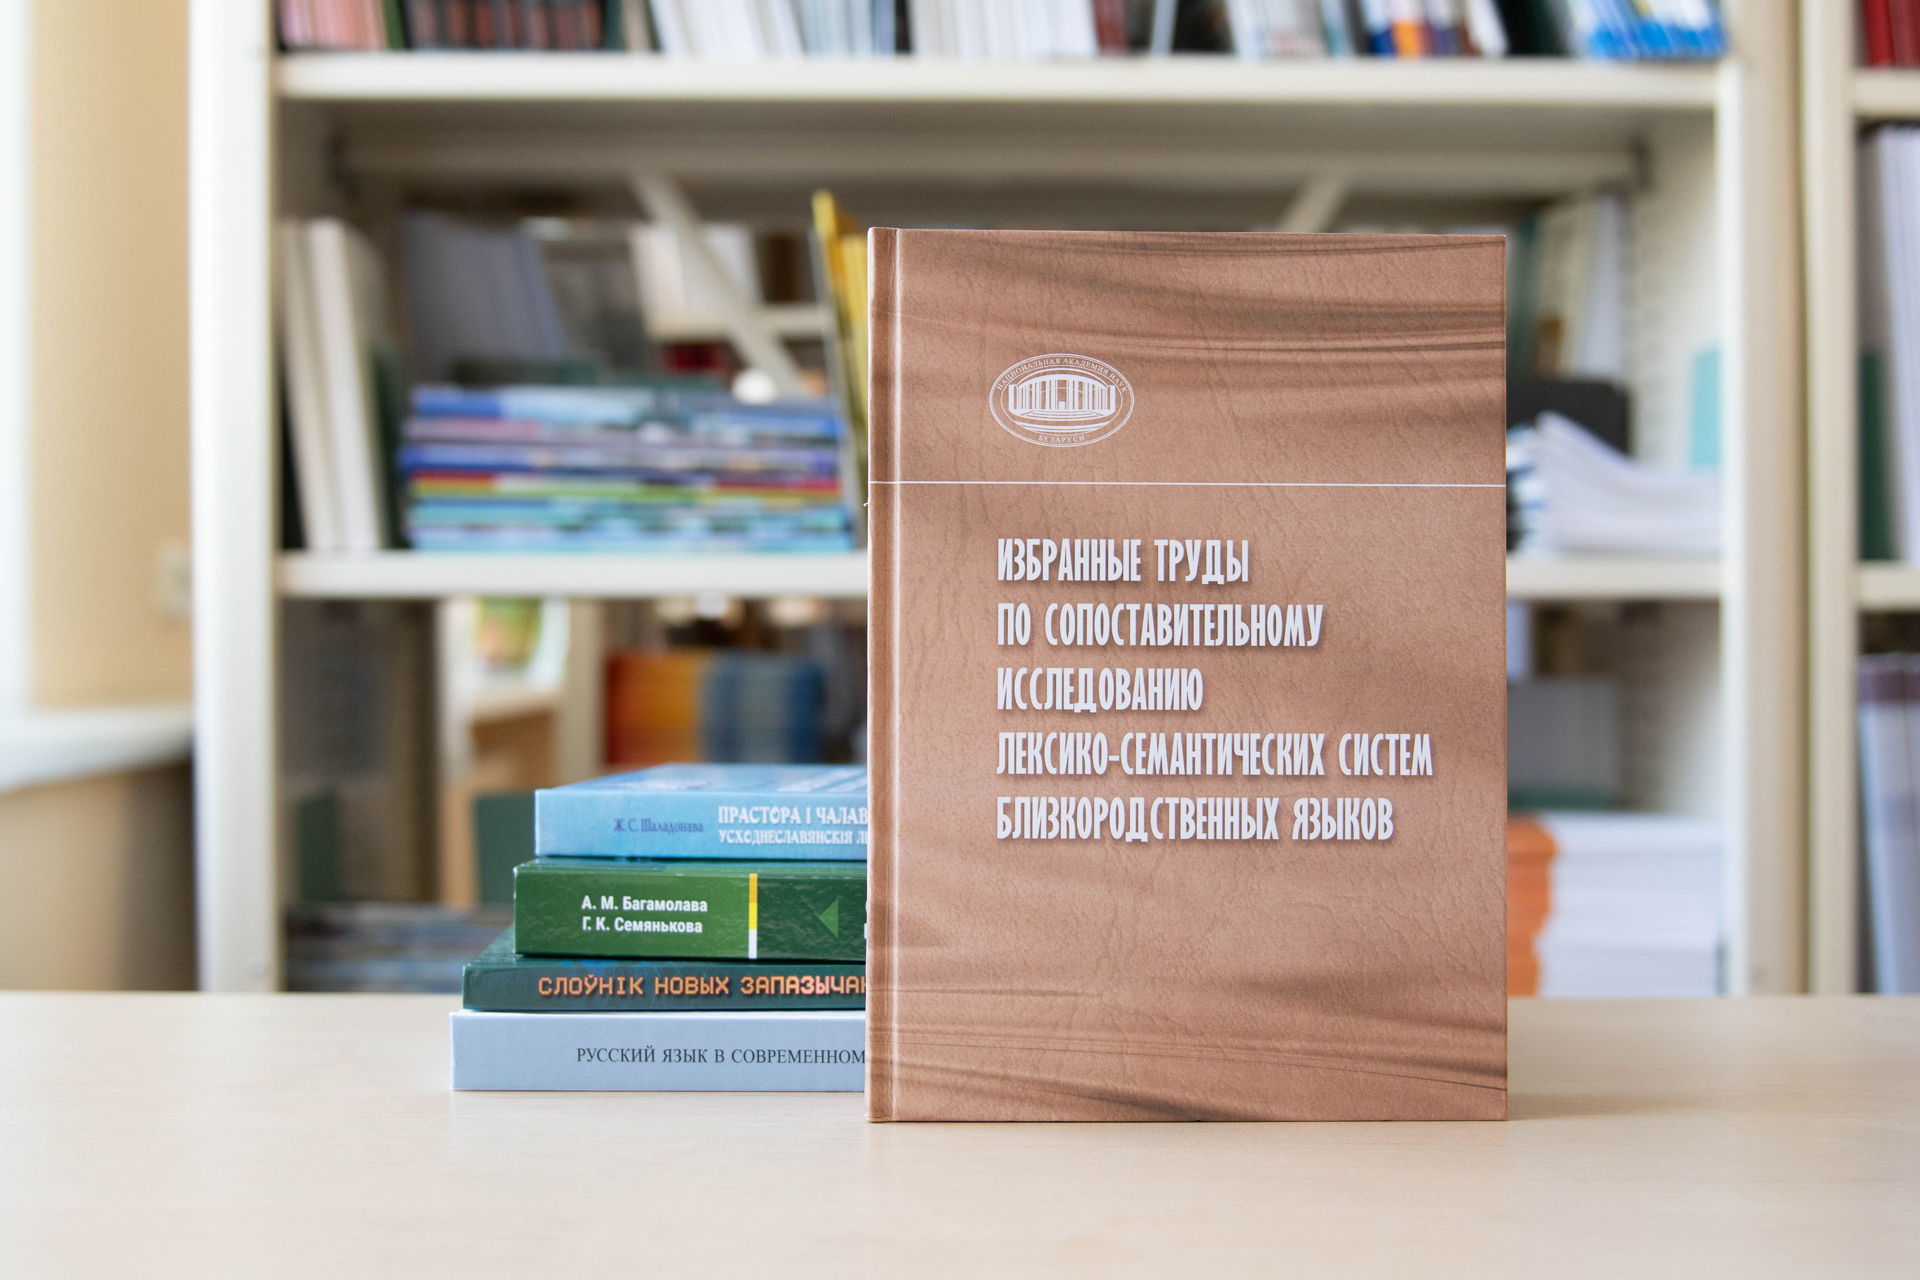 НАЦИОНАЛЬНАЯ АКАДЕМИЯ НАУК
БЕЛАРУСИ
ИЗБРАННЫЕ ТРУДЫ
ПО СОПОСТАВИТЕЛЬНОМУ
ИССЛЕДОВАНИЮ
ЛЕКСИКО-СЕМАНТИЧЕСКИХ СИСТЕМ
БЛИЗКОРОДСТВЕННЫХ ЯЗЫКОВ
Ж. С. Шаладонава
ПРАСТОРА І ЧАЛАВ
УСХОДНЕСЛАВЯНСКІЯ Л
А. М. Багамолава
Г. К. Семянькова
СЛОЎНІК НОВЫХ ЗАПАЗЫЧАН
РУССКИЙ ЯЗЫК В СОВРЕМЕННОМ